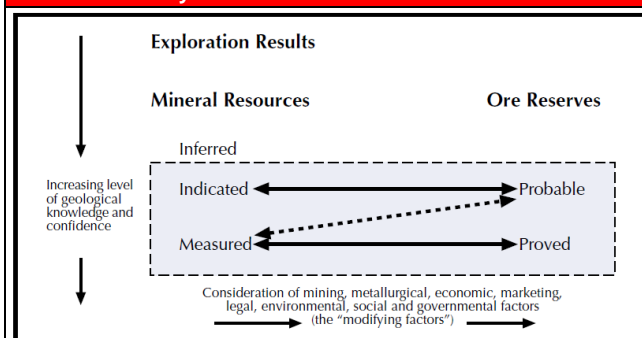 Exploration Results
Mineral Resources
Ore Reserves
Inferred
Increasing level
of geological
knowledge and
confidence
Indicated
Probable
Measured
Proved
Consideration of mining, metallurgical, economic, marketing,
legal, environmental, social and governmental factors
(the “modifying factors”)